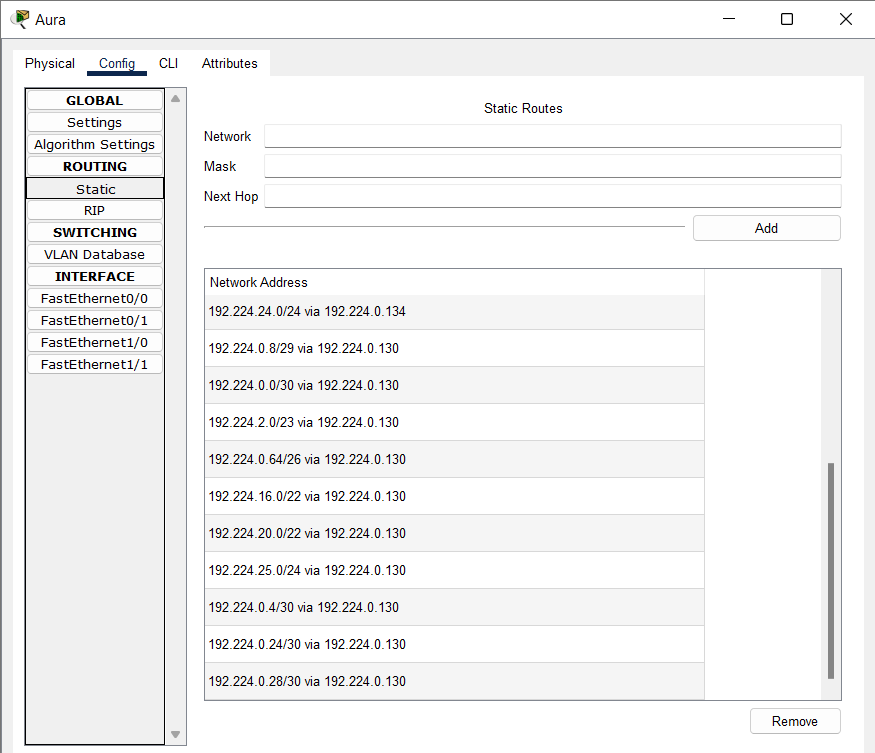 Aura
Physical Config CLI Attributes
GLOBAL
Settings
Algorithm Settings
ROUTING
Static
RIP
SWITCHING
VLAN Database
INTERFACE
FastEthernet0/0
FastEthernet0/1
FastEthernet1/0
FastEthernet1/1
Static Routes
Network
Mask
Next Hop
Add
Network Address
192.224.24.0/24 via 192.224.0.134
192.224.0.8/29 via 192.224.0.130
192.224.0.0/30 via 192.224.0.130
192.224.2.0/23 via 192.224.0.130
192.224.0.64/26 via 192.224.0.130
192.224.16.0/22 via 192.224.0.130
192.224.20.0/22 via 192.224.0.130
192.224.25.0/24 via 192.224.0.130
192.224.0.4/30 via 192.224.0.130
192.224.0.24/30 via 192.224.0.130
192.224.0.28/30 via 192.224.0.130
Remove